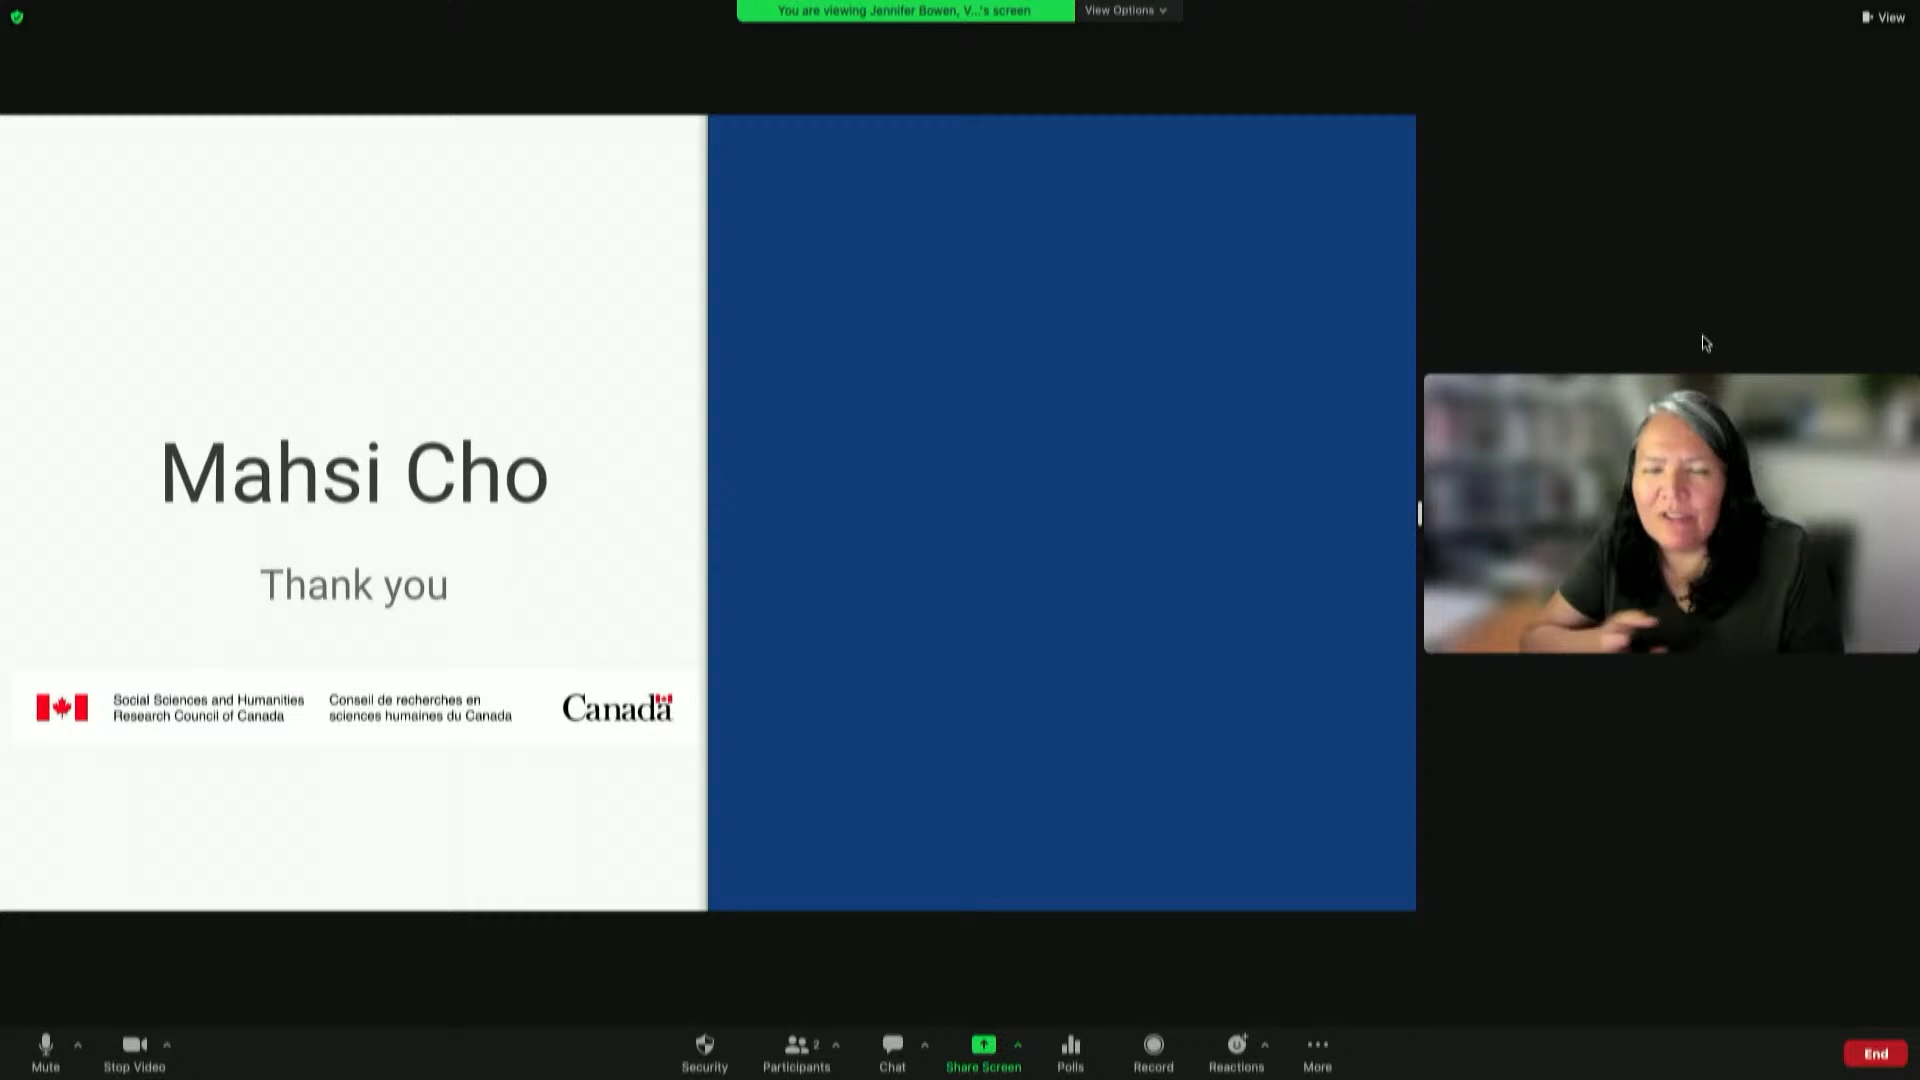 You are viewing Jennifer Bowen, V...'s screen
View Options
View
Mahsi Cho
Thank you
Social Sciences and Humanities
Research Council of Canada
Conseil de recherches en
sciences humaines du Canada
Canada
Mute
Stop Video
Security
2
Participants
Chat
Share Screen
Polls
Record
Reactions
More
End